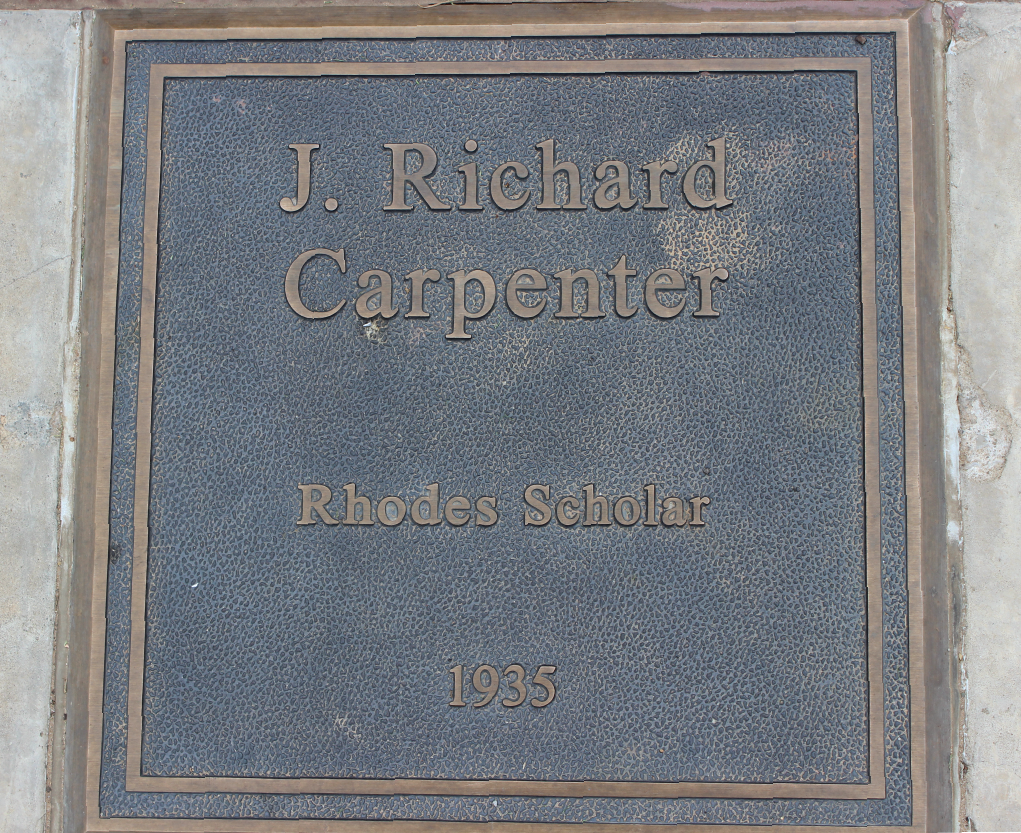 J. Richard
Carpenter
Rhodes Scholar
1935